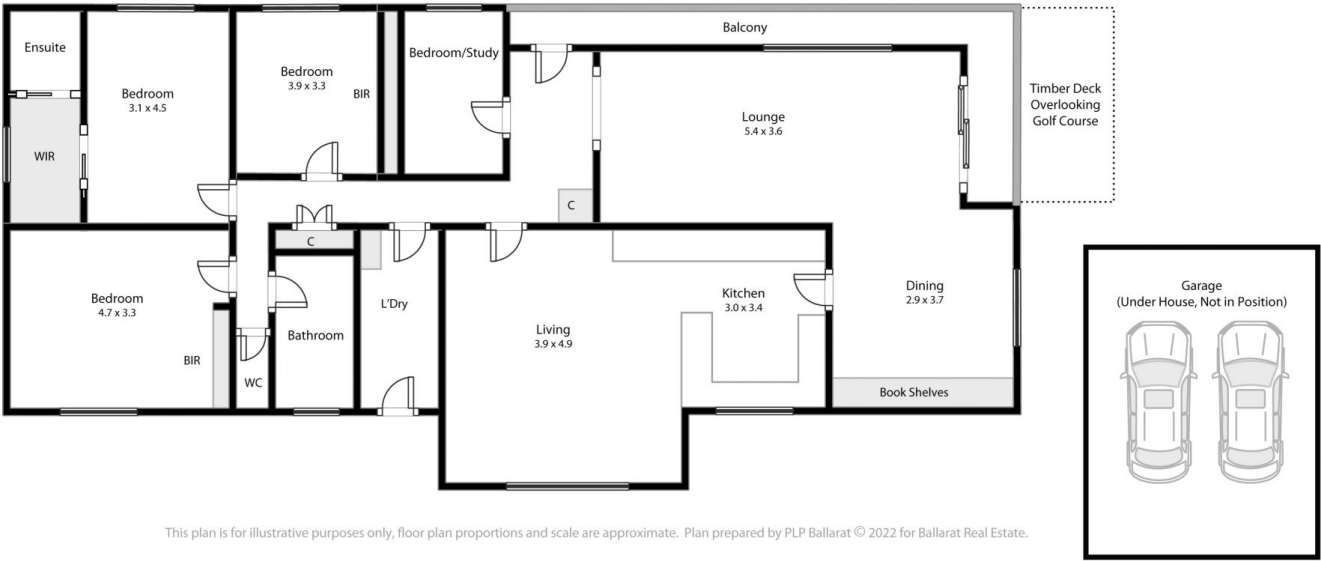 Ensuite
WIR
Bedroom
3.1 x 4.5
Bedroom
3.9 x 3.3
BIR
Bedroom/Study
Balcony
Lounge
5.4 x 3.6
Timber Deck
Overlooking
Golf Course
C
C
Bedroom
4.7 x 3.3
BIR
WC
Bathroom
L'Dry
Living
3.9 x 4.9
Kitchen
3.0 x 3.4
Dining
2.9 x 3.7
Book Shelves
Garage
(Under House, Not in Position)
This plan is for illustrative purposes only, floor plan proportions and scale are approximate. Plan prepared by PLP Ballarat © 2022 for Ballarat Real Estate.